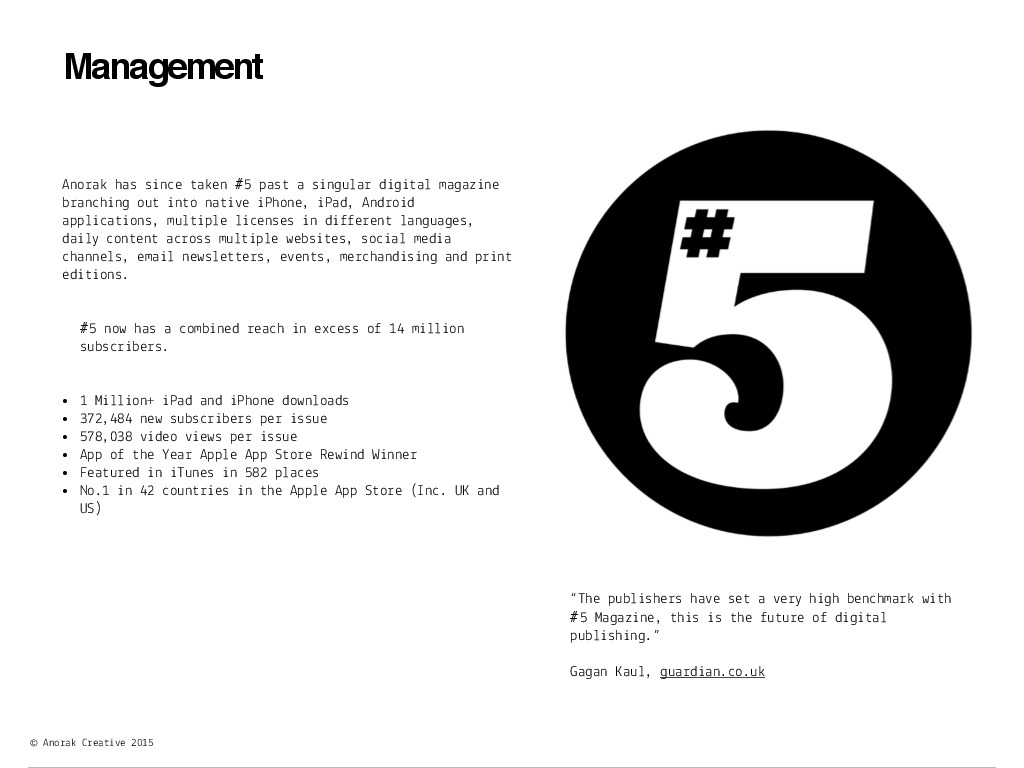 Management
Anorak has since taken #5 past a singular digital magazine
branching out into native iPhone, iPad, Android
applications, multiple licenses in different languages,
daily content across multiple websites, social media
channels, email newsletters, events, merchandising and print
editions.
#5 now has a combined reach in excess of 14 million
subscribers.
• 1 Million+ iPad and iPhone downloads
• 372,484 new subscribers per issue
• 578,038 video views per issue
• App of the Year Apple App Store Rewind Winner
• Featured in iTunes in 582 places
• No.1 in 42 countries in the Apple App Store (Inc. UK and
US)
#5
“The publishers have set a very high benchmark with
#5 Magazine, this is the future of digital
publishing.”
Gagan Kaul, guardian.co.uk
© Anorak Creative 2015